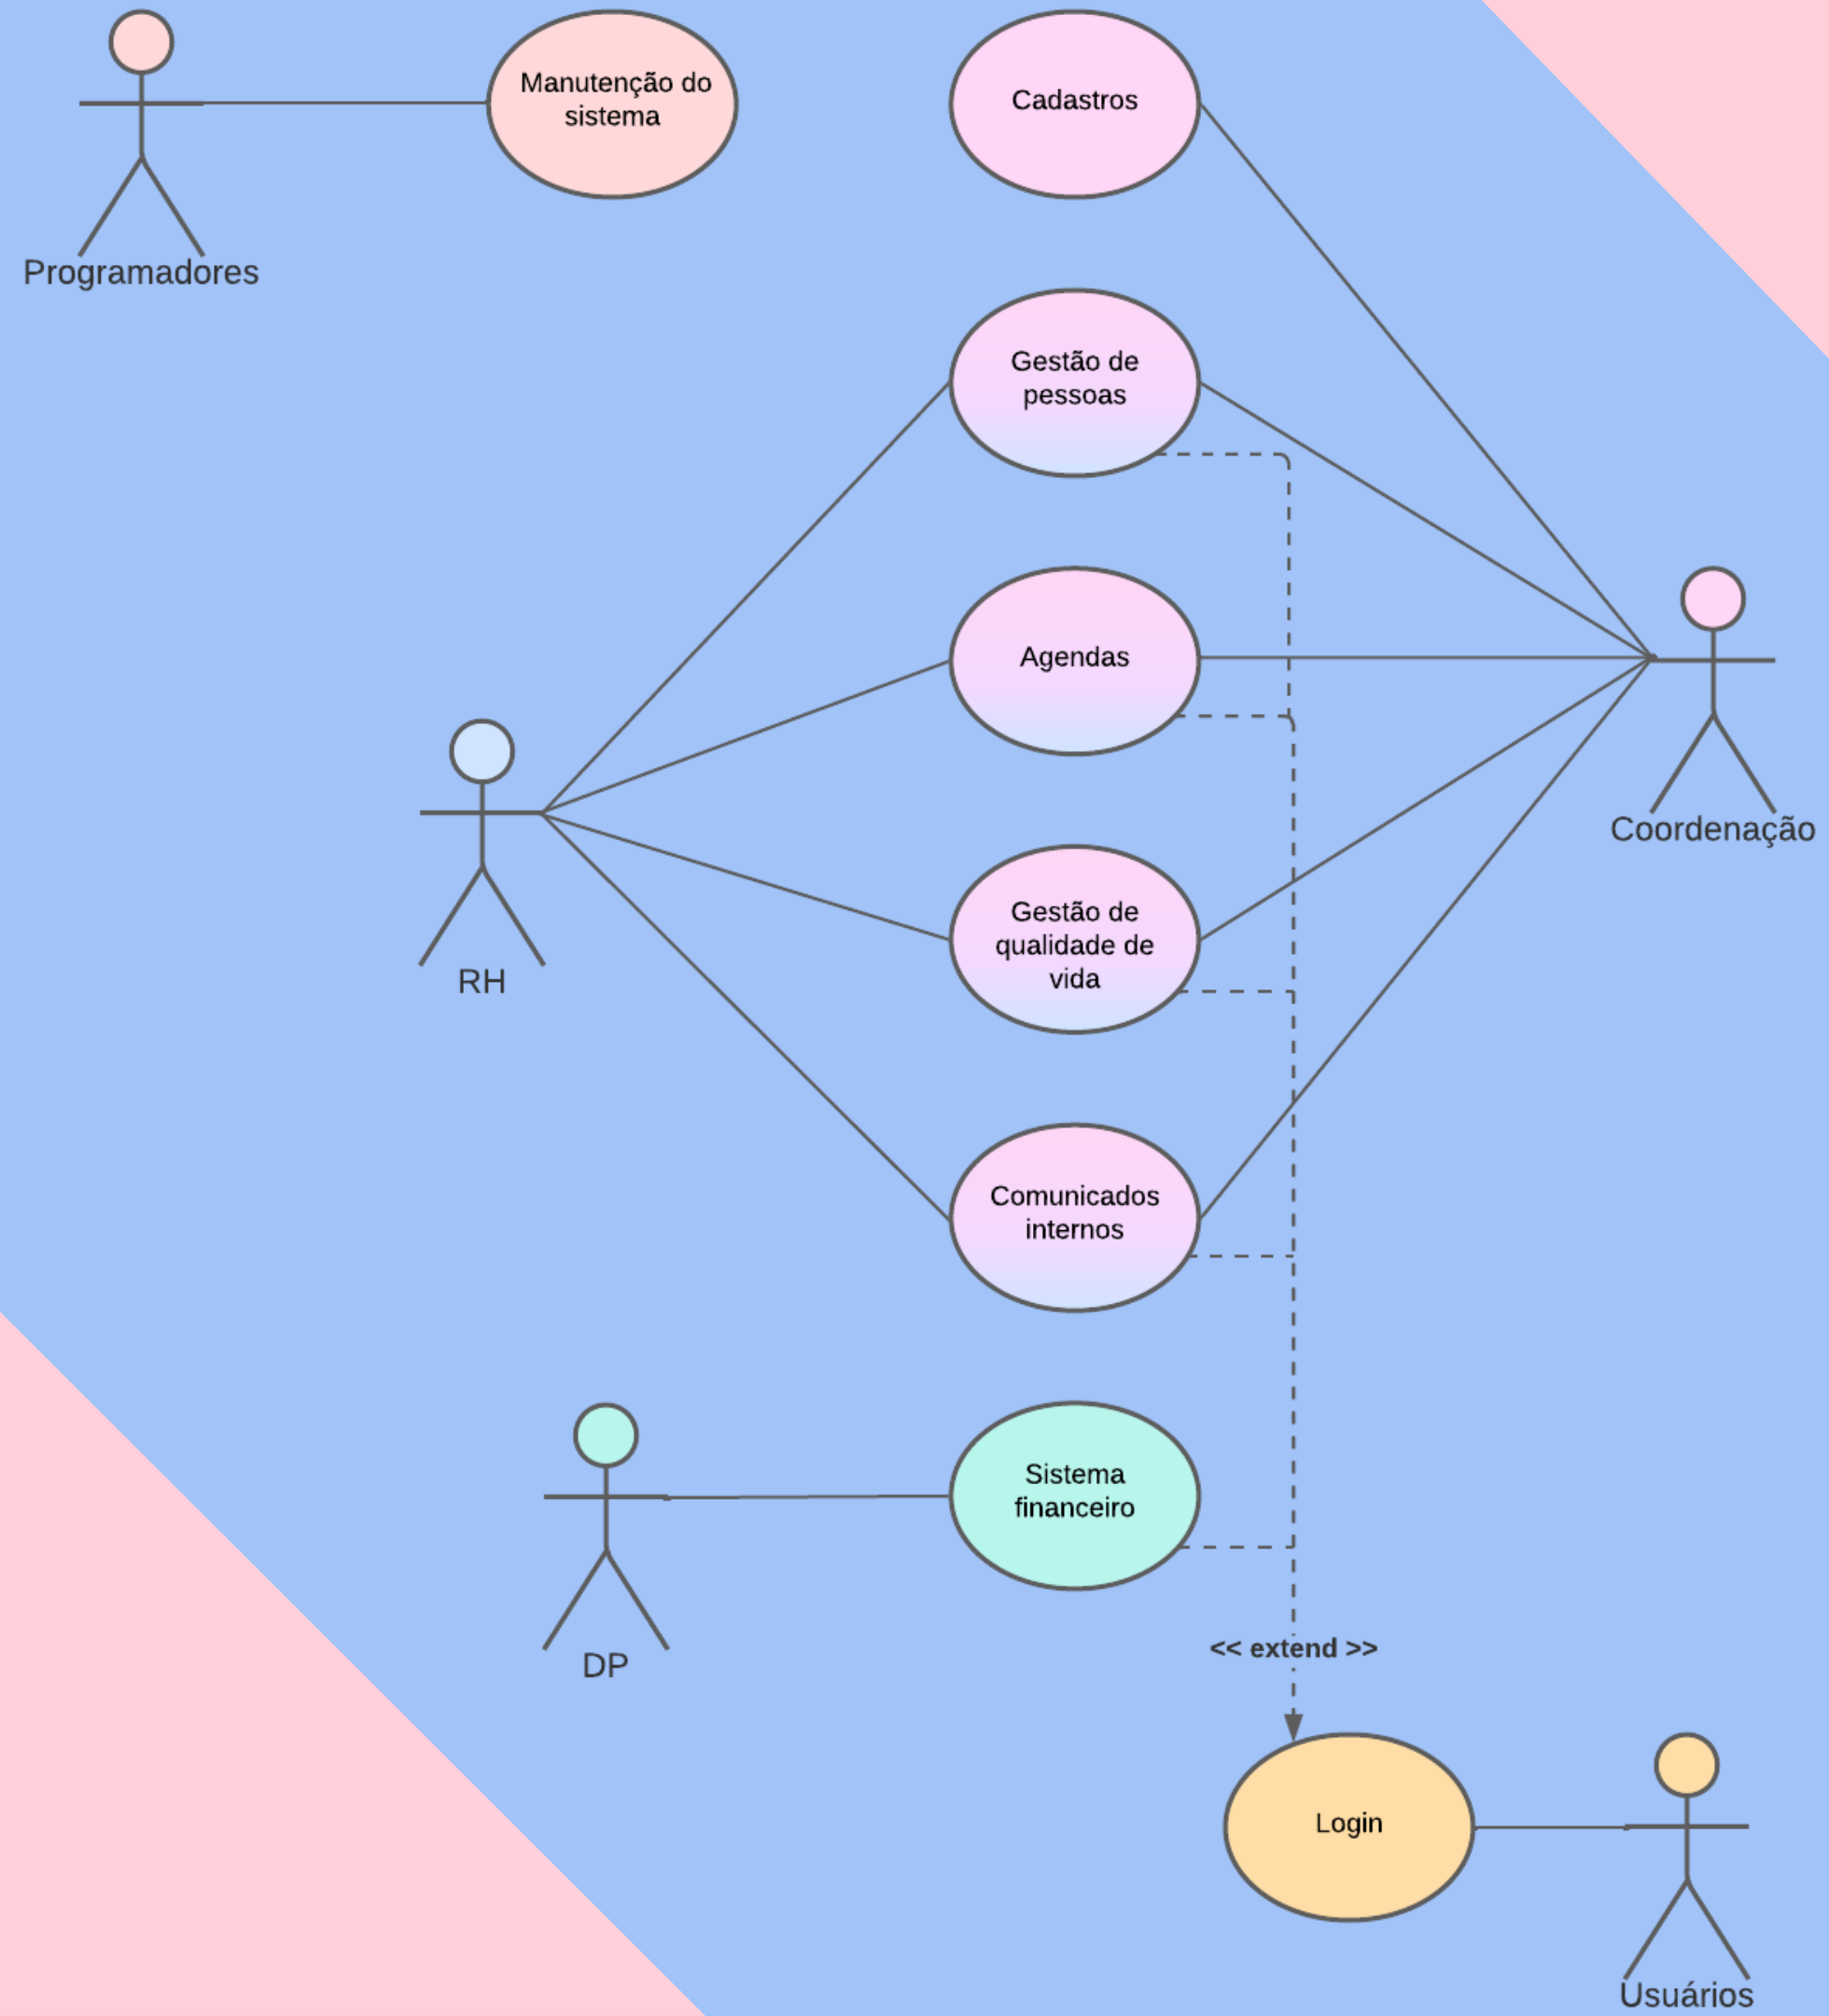 Manutenção do
sistema
Cadastros
Programadores
Gestão de
pessoas
Agendas
Coordenação
Gestão de
qualidade de
vida
RH
Comunicados
internos
Sistema
financeiro
<< extend >>
DP
Login
Usuários